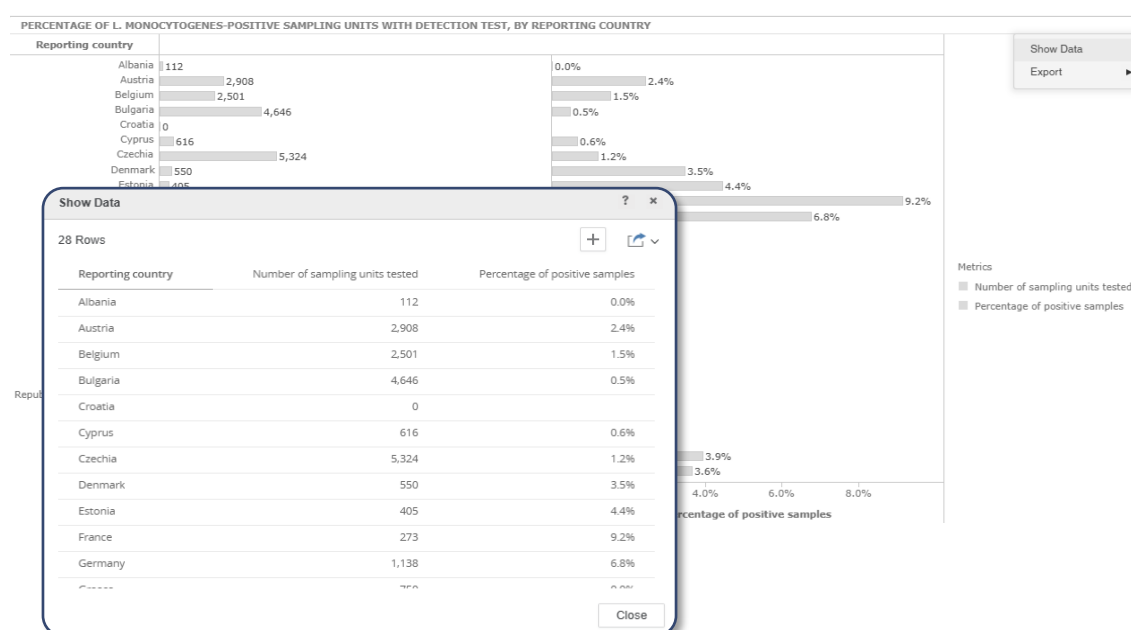 PERCENTAGE OF L. MONOCYTOGENES-POSITIVE SAMPLING UNITS WITH DETECTION TEST, BY REPORTING COUNTRY
Reporting country
Albania 112 0.0%
Austria 2,908 2.4%
Belgium 2,501 1.5%
Bulgaria 4,646 0.5%
Croatia 0
Cyprus 616 0.6%
Czechia 5,324 1.2%
Denmark 550 3.5%
Estonia 405 4.4%
9.2%
6.8%
Show Data
Export
Metrics
Number of sampling units tested
Percentage of positive samples
Repub
3.9%
3.6%
4.0% 6.0% 8.0%
rcentage of positive samples
Show Data ? ×
28 Rows +
Reporting country Number of sampling units tested Percentage of positive samples
Albania 112 0.0%
Austria 2,908 2.4%
Belgium 2,501 1.5%
Bulgaria 4,646 0.5%
Croatia 0
Cyprus 616 0.6%
Czechia 5,324 1.2%
Denmark 550 3.5%
Estonia 405 4.4%
France 273 9.2%
Germany 1,138 6.8%
Close